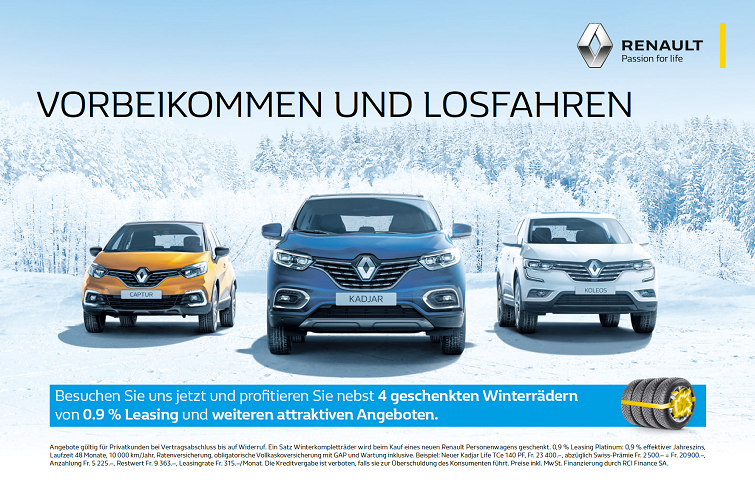 RENAULT
Passion for life
VORBEIKOMMEN UND LOSFAHREN
CAPTUR
KADJAR
KOLEOS
Besuchen Sie uns jetzt und profitieren Sie nebst 4 geschenkten Winterrädern
von 0.9 % Leasing und weiteren attraktiven Angeboten.
Angebote gültig für Privatkunden bei Vertragsabschluss bis auf Widerruf. Ein Satz Winterkompletträder wird beim Kauf eines neuen Renault Personenwagens geschenkt. 0,9 % Leasing Platinum: 0,9 % effektiver Jahreszins,
Laufzeit 48 Monate, 10 000 km/Jahr, Ratenversicherung, obligatorische Vollkaskoversicherung mit GAP und Wartung inklusive. Beispiel: Neuer Kadjar Life TCe 140 PF, Fr. 23 400.–, abzüglich Swiss-Prämie Fr. 2 500.– = Fr. 20 900.–,
Anzahlung Fr. 5 225.–, Restwert Fr. 9 363.–, Leasingrate Fr. 315.–/Monat. Die Kreditvergabe ist verboten, falls sie zur Überschuldung des Konsumenten führt. Preise inkl. MwSt. Finanzierung durch RCI Finance SA.